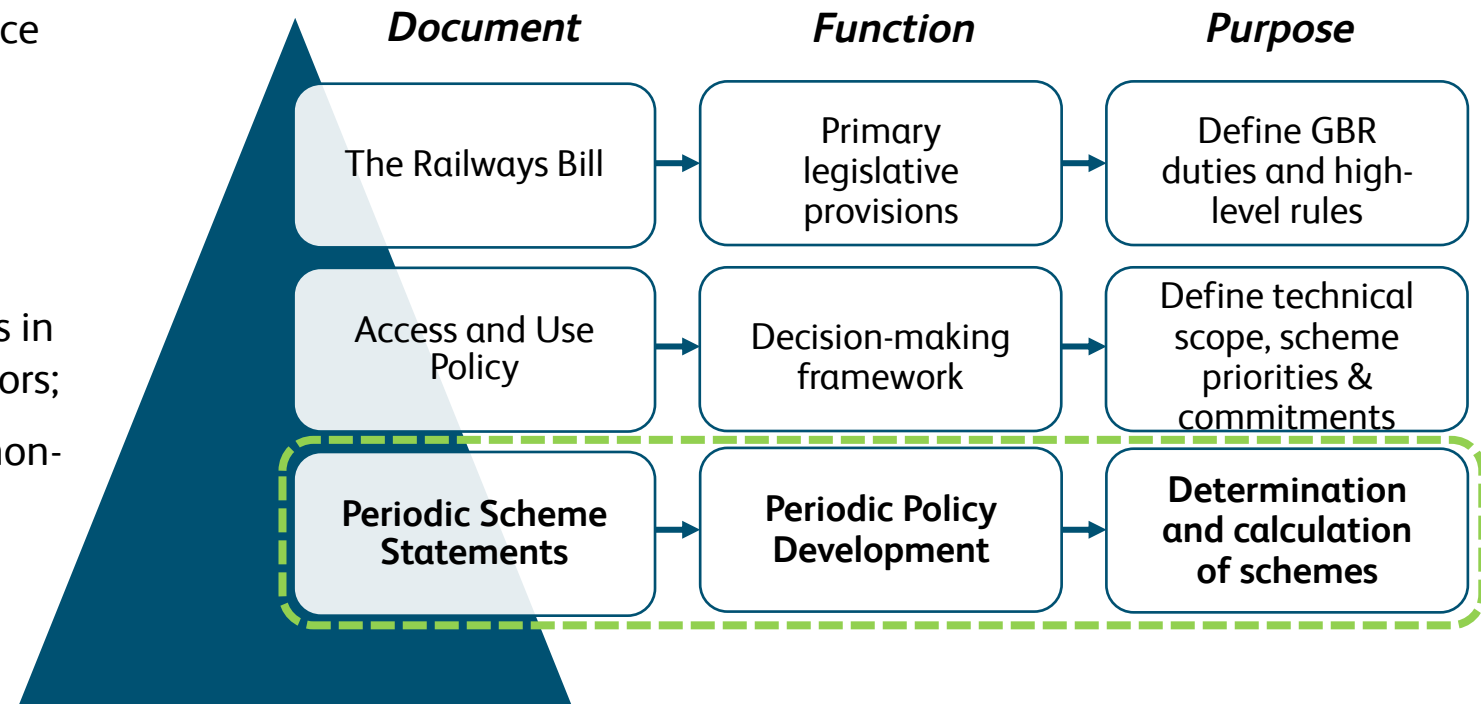 ce
s in
ors;
non-
Document Function Purpose
The Railways Bill
Primary
legislative
provisions
Define GBR
duties and high-
level rules
Access and Use
Policy
Decision-making
framework
Define technical
scope, scheme
priorities &
commitments
Periodic Scheme
Statements
Periodic Policy
Development
Determination
and calculation
of schemes